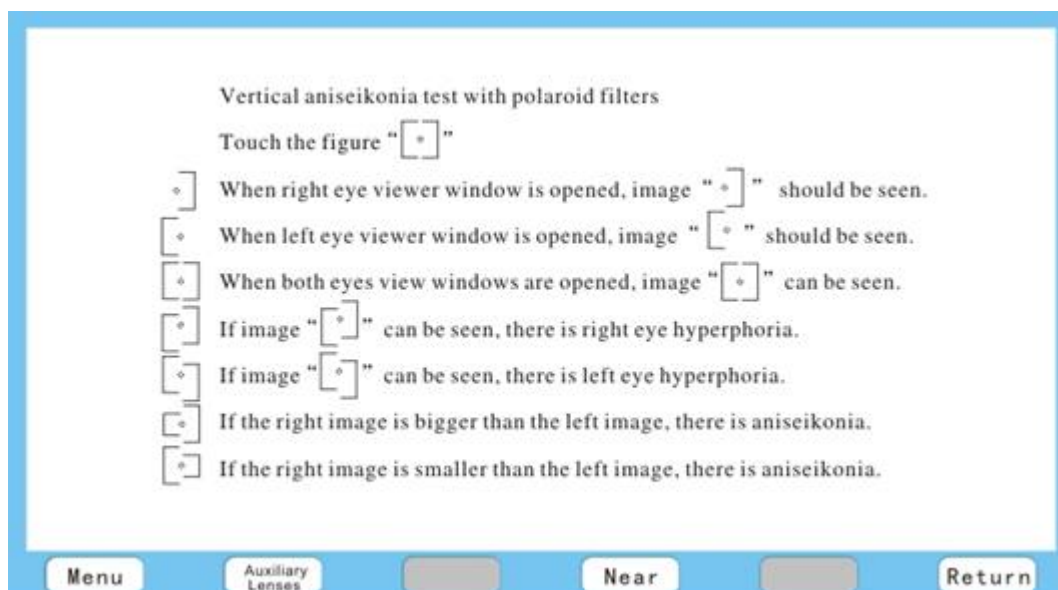 Vertical aniseikonia test with polaroid filters
Touch the figure “ ”
When right eye viewer window is opened, image “ ” should be seen.
When left eye viewer window is opened, image “ ” should be seen.
When both eyes view windows are opened, image “ ” can be seen.
If image “ ” can be seen, there is right eye hyperphoria.
If image “ ” can be seen, there is left eye hyperphoria.
If the right image is bigger than the left image, there is aniseikonia.
If the right image is smaller than the left image, there is aniseikonia.
Menu Auxiliary Lenses Near Return